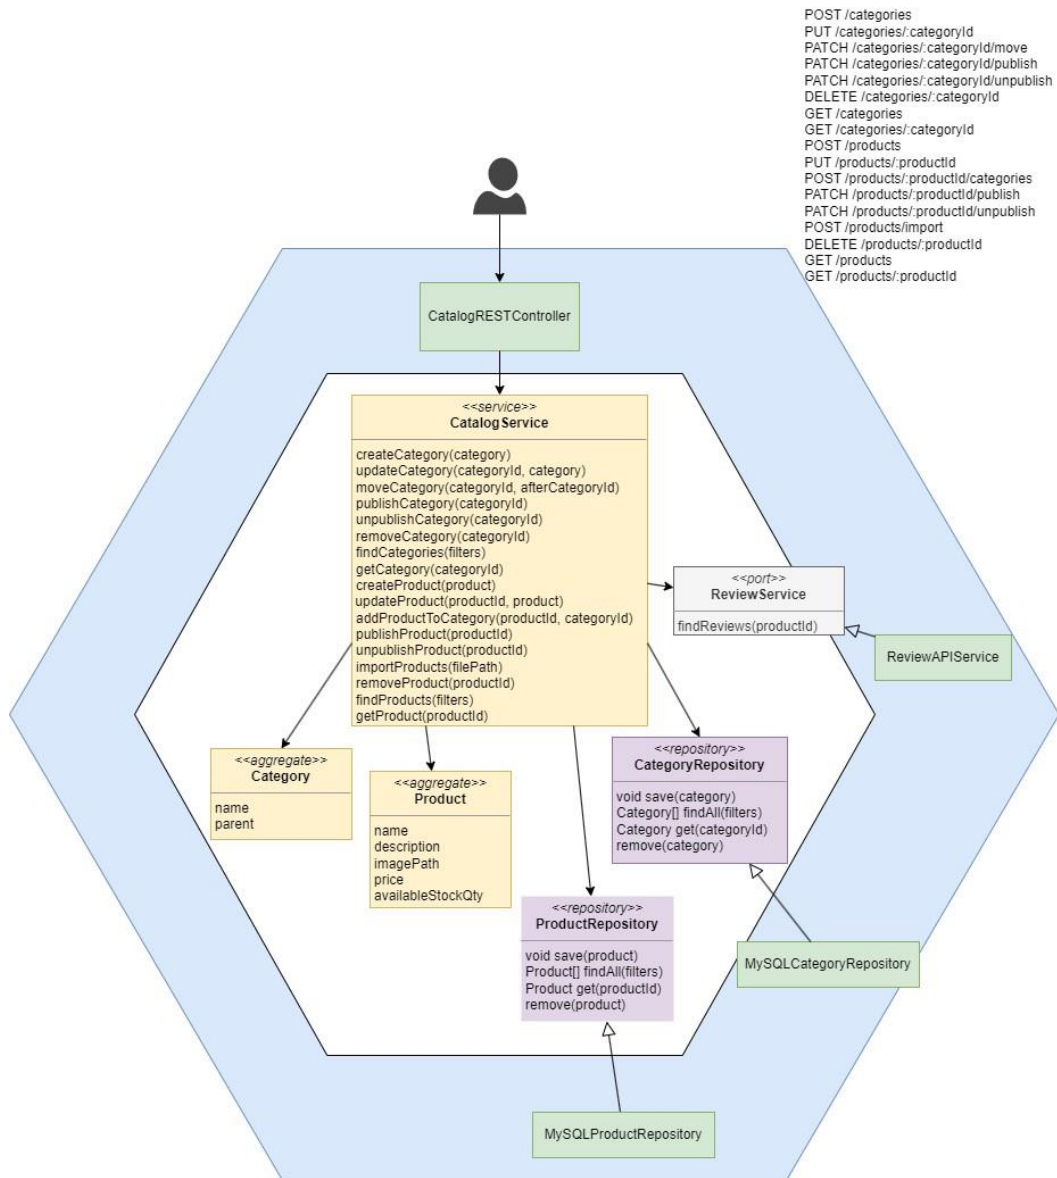 POST /categories
PUT /categories/:categoryId
PATCH /categories/:categoryId/move
PATCH /categories/:categoryId/publish
PATCH /categories/:categoryId/unpublish
DELETE /categories/:categoryId
GET /categories
GET /categories/:categoryId
POST /products
PUT /products/:productId
POST /products/:productId/categories
PATCH /products/:productId/publish
PATCH /products/:productId/unpublish
POST /products/import
DELETE /products/:productId
GET /products
GET /products/:productId
CatalogRESTController
<<service>>
CatalogService
createCategory(category)
updateCategory(categoryId, category)
moveCategory(categoryId, afterCategoryId)
publishCategory(categoryId)
unpublishCategory(categoryId)
removeCategory(categoryId)
findCategories(filters)
getCategory(categoryId)
createProduct(product)
updateProduct(productId, product)
addProductToCategory(productId, categoryId)
publishProduct(productId)
unpublishProduct(productId)
importProducts(filePath)
removeProduct(productId)
findProducts(filters)
getProduct(productId)
<<port>>
ReviewService
findReviews(productId)
ReviewAPIService
<<aggregate>>
Category
name
parent
<<aggregate>>
Product
name
description
imagePath
price
availableStockQty
<<repository>>
CategoryRepository
void save(category)
Category[] findAll(filters)
Category get(categoryId)
remove(category)
<<repository>>
ProductRepository
void save(product)
Product[] findAll(filters)
Product get(productId)
remove(product)
MySQLCategoryRepository
MySQLProductRepository